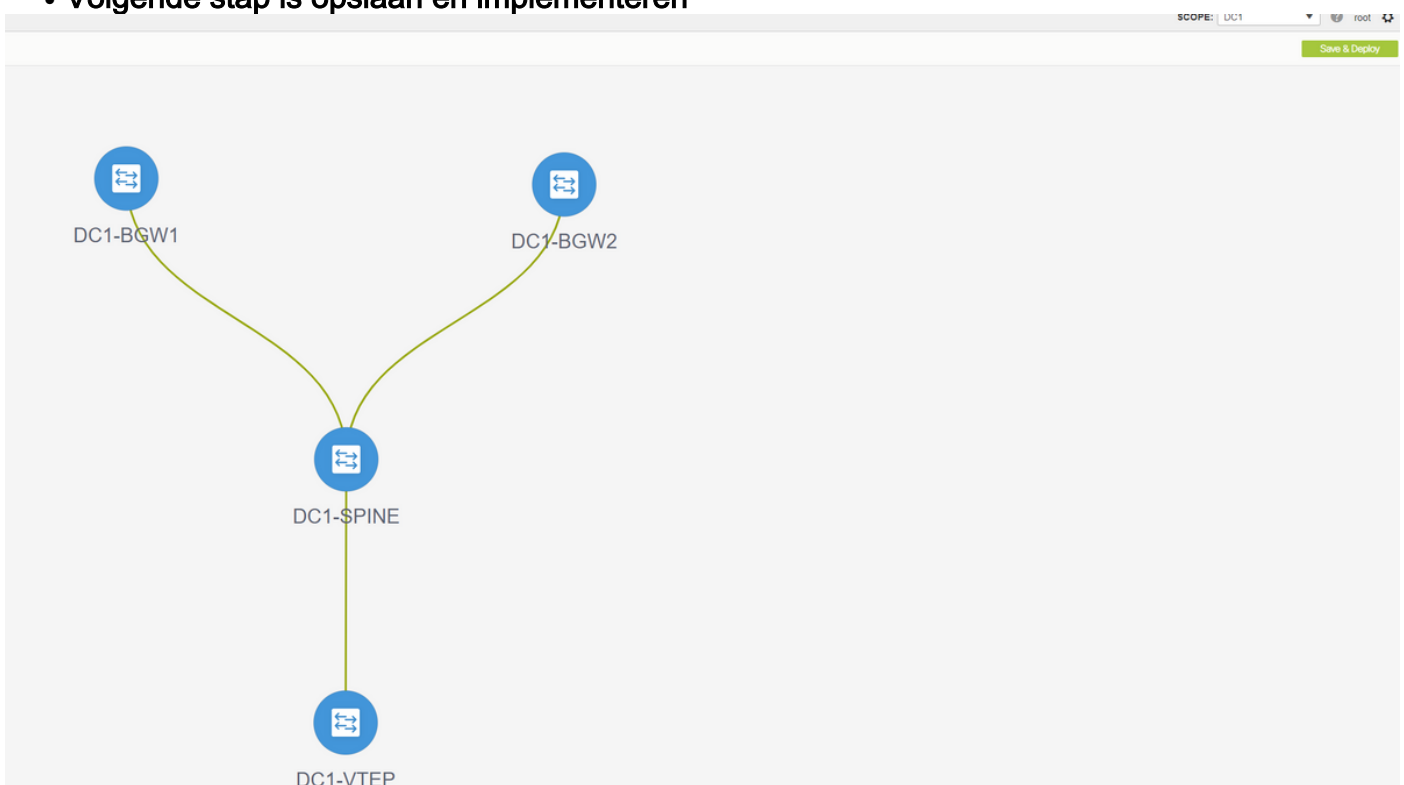 • Volgende stap is opslaan en implementeren
SCOPE: DC1 root
Save & Deploy
DC1-BGW1
DC1-BGW2
DC1-SPINE
DC1-VTEP